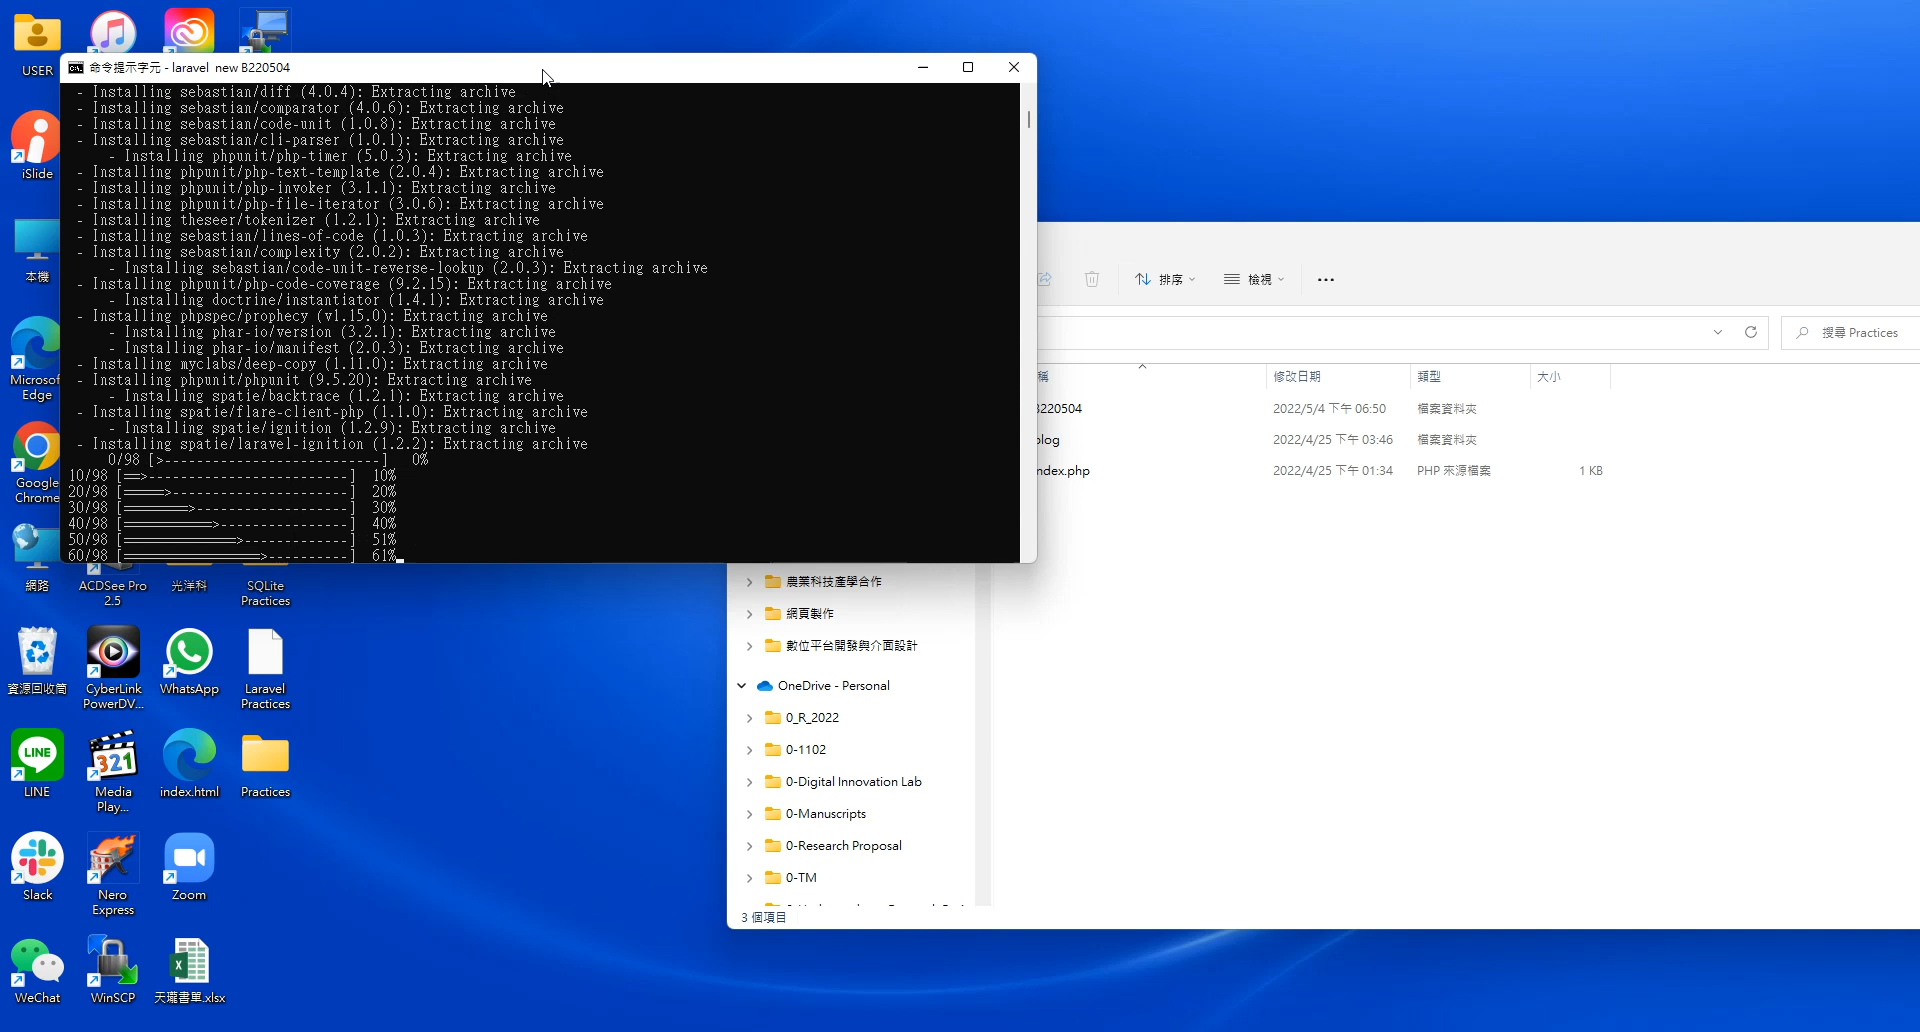 USER
iSlide
本機
Microsof
Edge
Google
Chrome
網路
ACDSee Pro
2.5
光洋科
SQLite
Practices
資源回收筒
CyberLink
PowerDV...
WhatsApp
Laravel
Practices
LINE
LINE
321
Media
Play...
index.html
Practices
Slack
Nero
Express
Zoom
WeChat
WinSCP
天瓏書單.xlsx
命令提示字元 - laravel new B220504
- Installing sebastian/diff (4.0.4): Extracting archive
- Installing sebastian/comparator (4.0.6): Extracting archive
- Installing sebastian/code-unit (1.0.8): Extracting archive
- Installing sebastian/cli-parser (1.0.1): Extracting archive
- Installing phpunit/php-timer (5.0.3): Extracting archive
- Installing phpunit/php-text-template (2.0.4): Extracting archive
- Installing phpunit/php-invoker (3.1.1): Extracting archive
- Installing phpunit/php-file-iterator (3.0.6): Extracting archive
- Installing theseer/tokenizer (1.2.1): Extracting archive
- Installing sebastian/lines-of-code (1.0.3): Extracting archive
- Installing sebastian/complexity (2.0.2): Extracting archive
- Installing sebastian/code-unit-reverse-lookup (2.0.3): Extracting archive
- Installing phpunit/php-code-coverage (9.2.15): Extracting archive
- Installing doctrine/instantiator (1.4.1): Extracting archive
- Installing phpspec/prophecy (v1.15.0): Extracting archive
- Installing phar-io/version (3.2.1): Extracting archive
- Installing phar-io/manifest (2.0.3): Extracting archive
- Installing myclabs/deep-copy (1.11.0): Extracting archive
- Installing phpunit/phpunit (9.5.20): Extracting archive
- Installing spatie/backtrace (1.2.1): Extracting archive
- Installing spatie/flare-client-php (1.1.0): Extracting archive
- Installing spatie/ignition (1.2.9): Extracting archive
- Installing spatie/laravel-ignition (1.2.2): Extracting archive
0/98 [>---------------------------] 0%
10/98 [==>-------------------------] 10%
20/98 [=====>----------------------] 20%
30/98 [========>-------------------] 30%
40/98 [===========>----------------] 40%
50/98 [==============>-------------] 51%
60/98 [=================>----------] 61%
排序
檢視
搜尋 Practices
稱 修改日期 類型 大小
B220504 2022/5/4 下午 06:50 檔案資料夾
blog 2022/4/25 下午 03:46 檔案資料夾
ndex.php 2022/4/25 下午 01:34 PHP 來源檔案 1 KB
農業科技產學合作
網頁製作
數位平台開發與介面設計
OneDrive - Personal
0_R_2022
0-1102
0-Digital Innovation Lab
0-Manuscripts
0-Research Proposal
0-TM
3 個項目